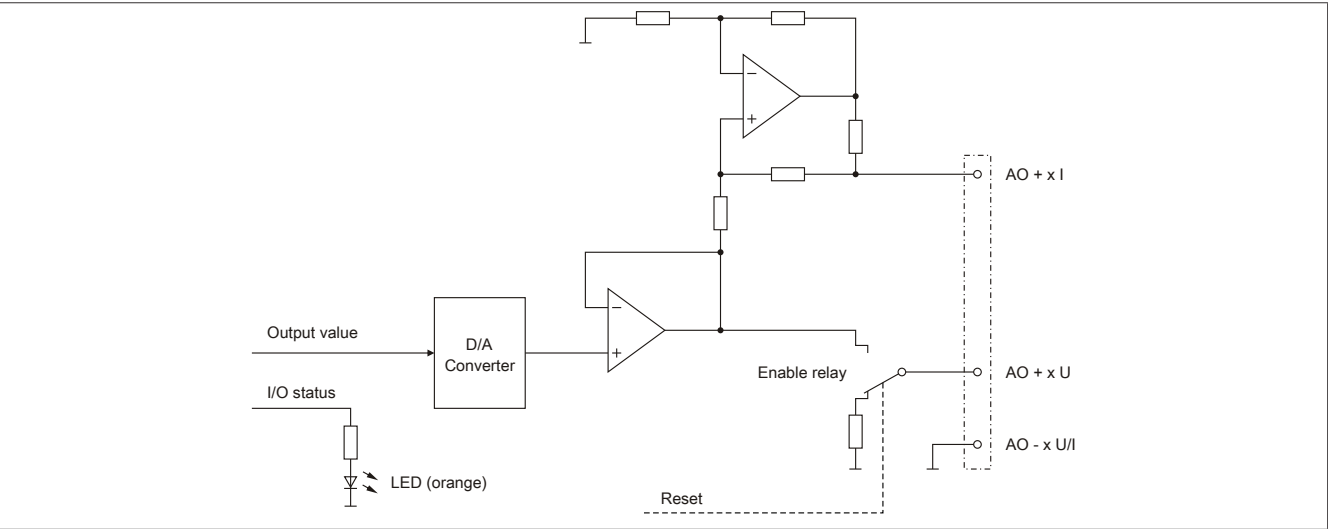 −
+
AO + x I
−
+
Output value
D/A
Converter
Enable relay
AO + x U
I/O status
AO - x U/I
LED (orange)
Reset